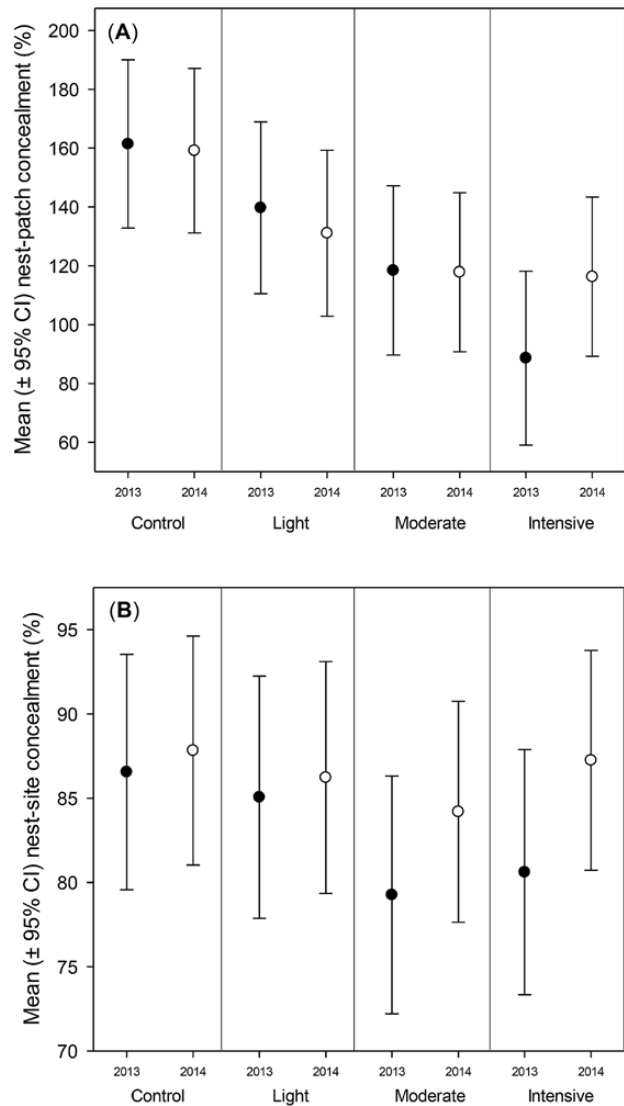 (A)
Mean (± 95% CI) nest-patch concealment (%)
200
180
160
140
120
100
80
60
2013 2014 2013 2014 2013 2014 2013 2014
Control Light Moderate Intensive
(B)
Mean (± 95% CI) nest-site concealment (%)
95
90
85
80
75
70
2013 2014 2013 2014 2013 2014 2013 2014
Control Light Moderate Intensive